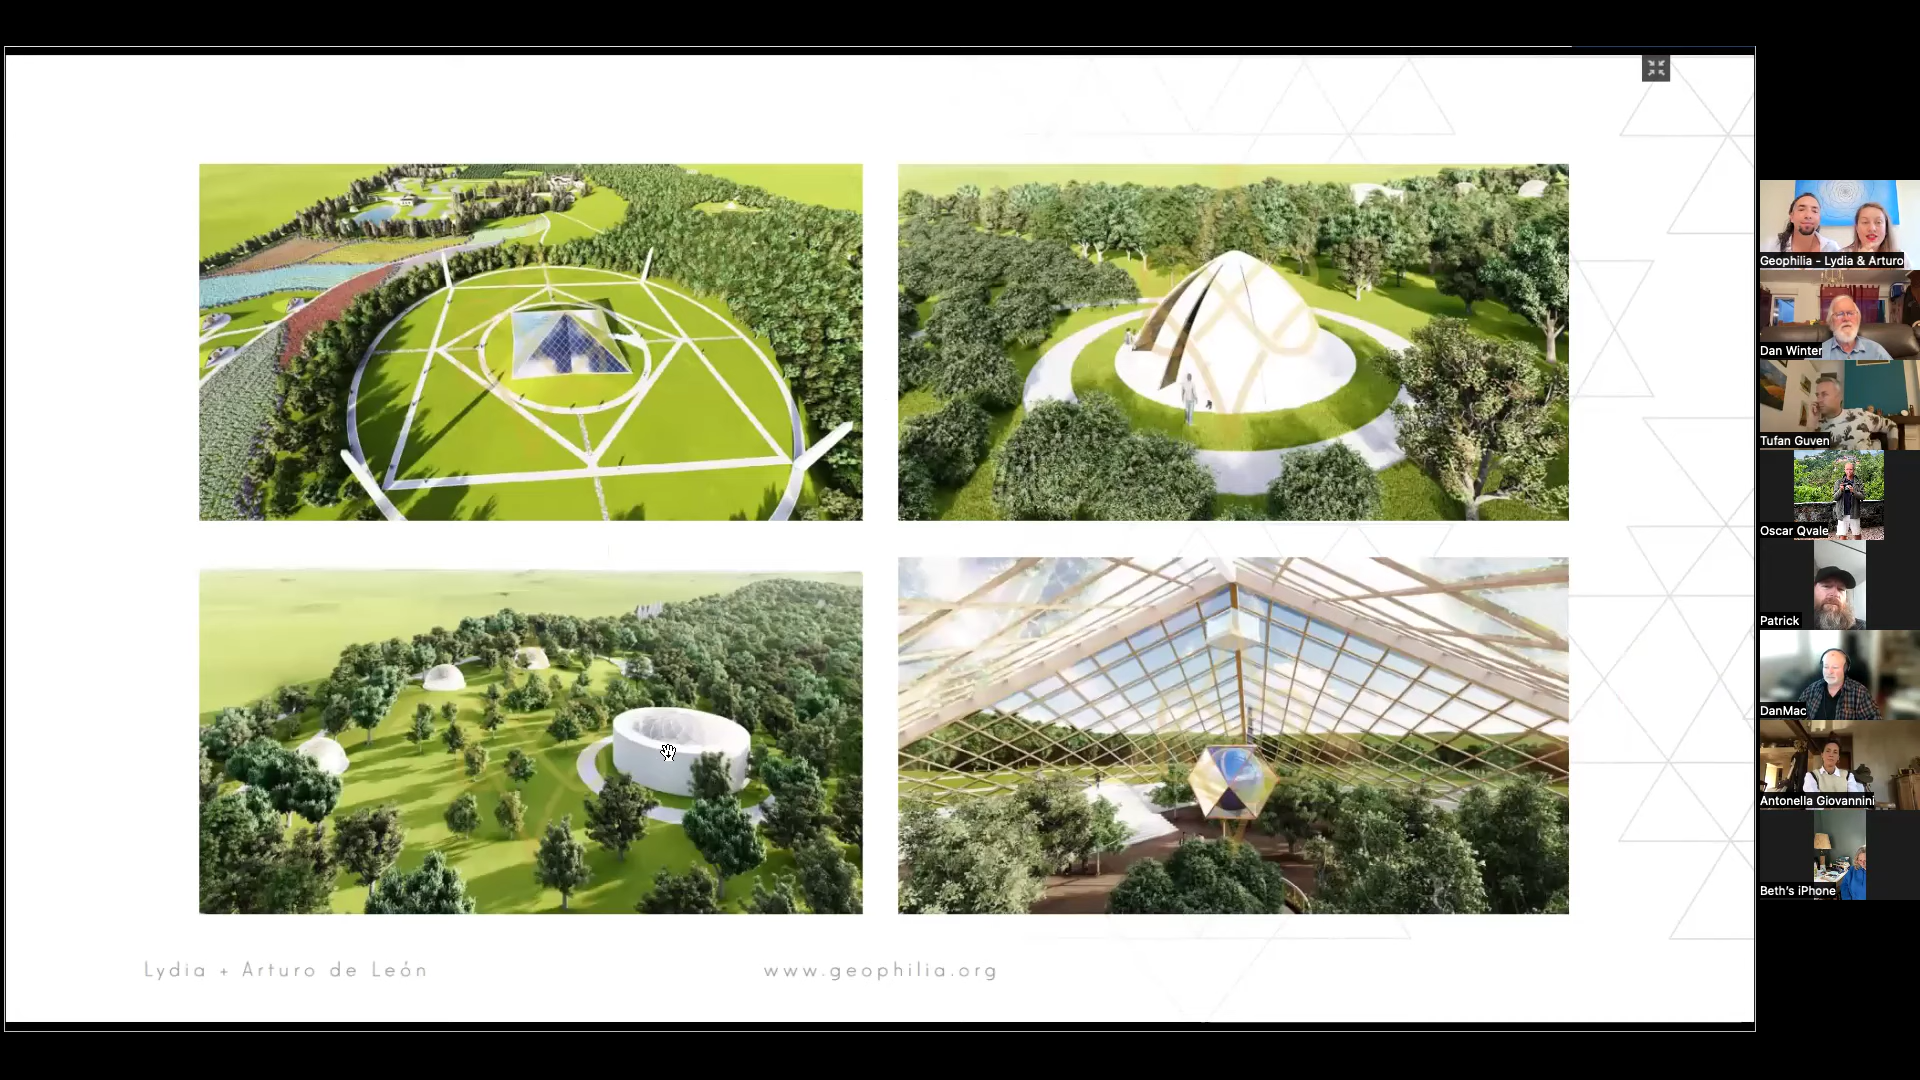 Lydia + Arturo de León
www.geophilia.org
Geophilia - Lydia & Arturo
Dan Winter
Tufan Guven
Oscar Qvale
Patrick
DanMac
Antonella Giovannini
Beth's iPhone